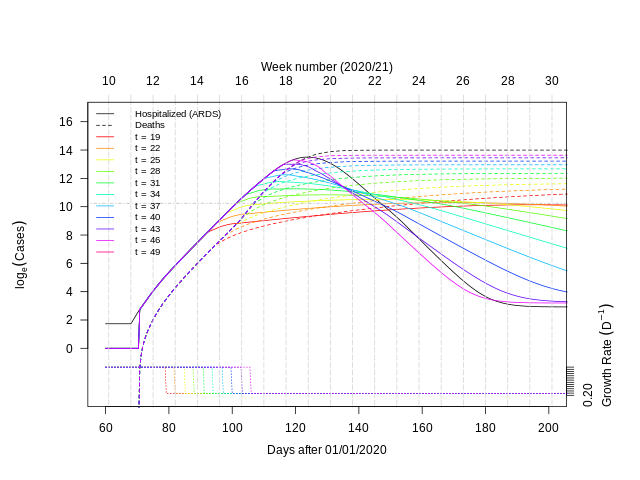 Week number (2020/21)
10 12 14 16 18 20 22 24 26 28 30
Hospitalized (ARDS)
Deaths
t = 19
t = 22
t = 25
t = 28
t = 31
t = 34
t = 37
t = 40
t = 43
t = 46
t = 49
16
14
12
10
8
6
4
2
0
logₑ(Cases)
0.20
Growth Rate (D⁻¹)
60 80 100 120 140 160 180 200
Days after 01/01/2020